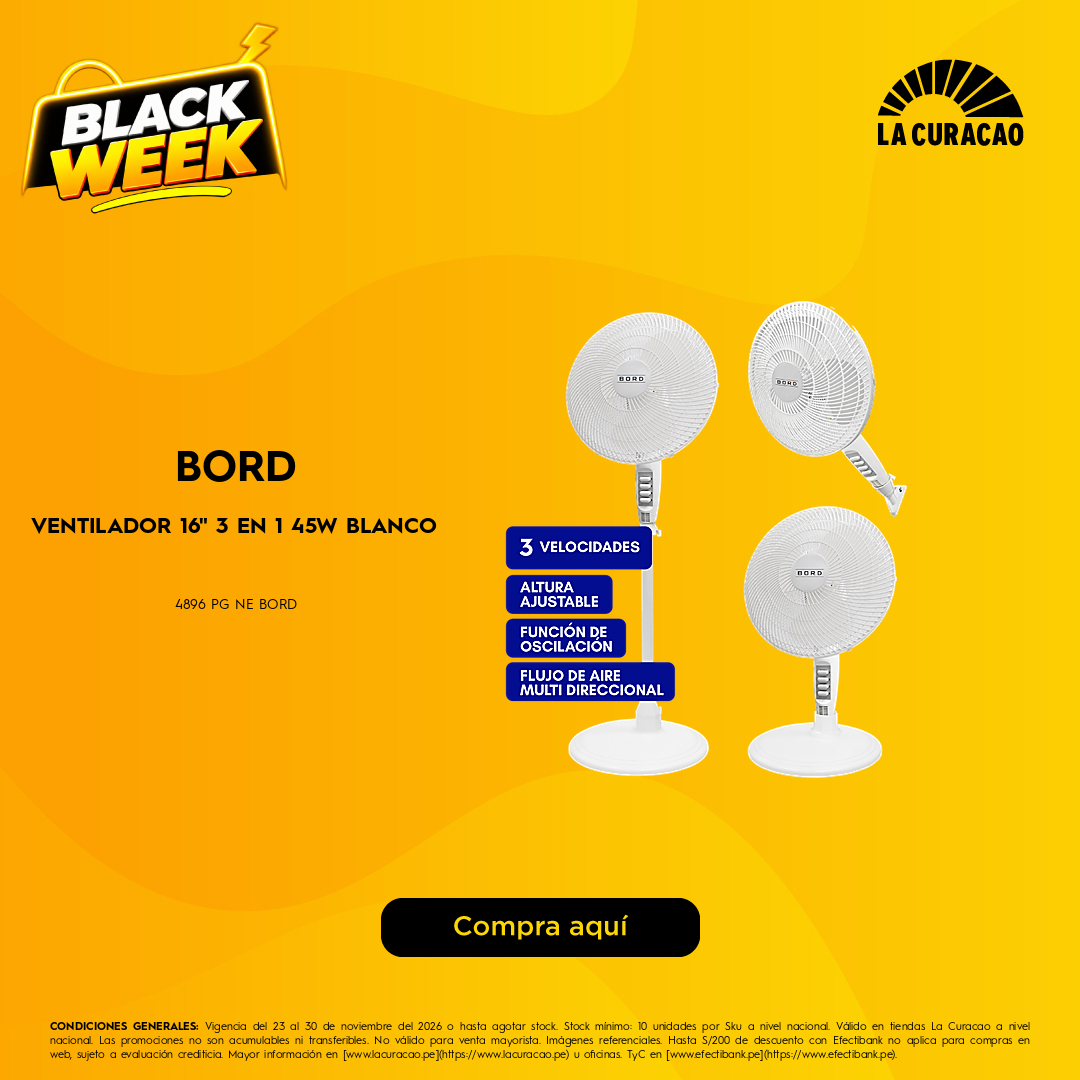 BLACK
WEEK
LA CURACAO
BORD
VENTILADOR 16" 3 EN 1 45W BLANCO
4896 PG NE BORD
BORD
BORD
BORD
3 VELOCIDADES
ALTURA
AJUSTABLE
FUNCIÓN DE
OSCILACIÓN
FLUJO DE AIRE
MULTI DIRECCIONAL
Compra aquí
CONDICIONES GENERALES: Vigencia del 23 al 30 de noviembre del 2026 o hasta agotar stock. Stock mínimo: 10 unidades por Sku a nivel nacional. Válido en tiendas La Curacao a nivel
nacional. Las promociones no son acumulables ni transferibles. No válido para venta mayorista. Imágenes referenciales. Hasta S/200 de descuento con Efectibank no aplica para compras en
web, sujeto a evaluación crediticia. Mayor información en [www.lacuracao.pe](https://www.lacuracao.pe) u oficinas. TyC en [www.efectibank.pe](https://www.efectibank.pe).